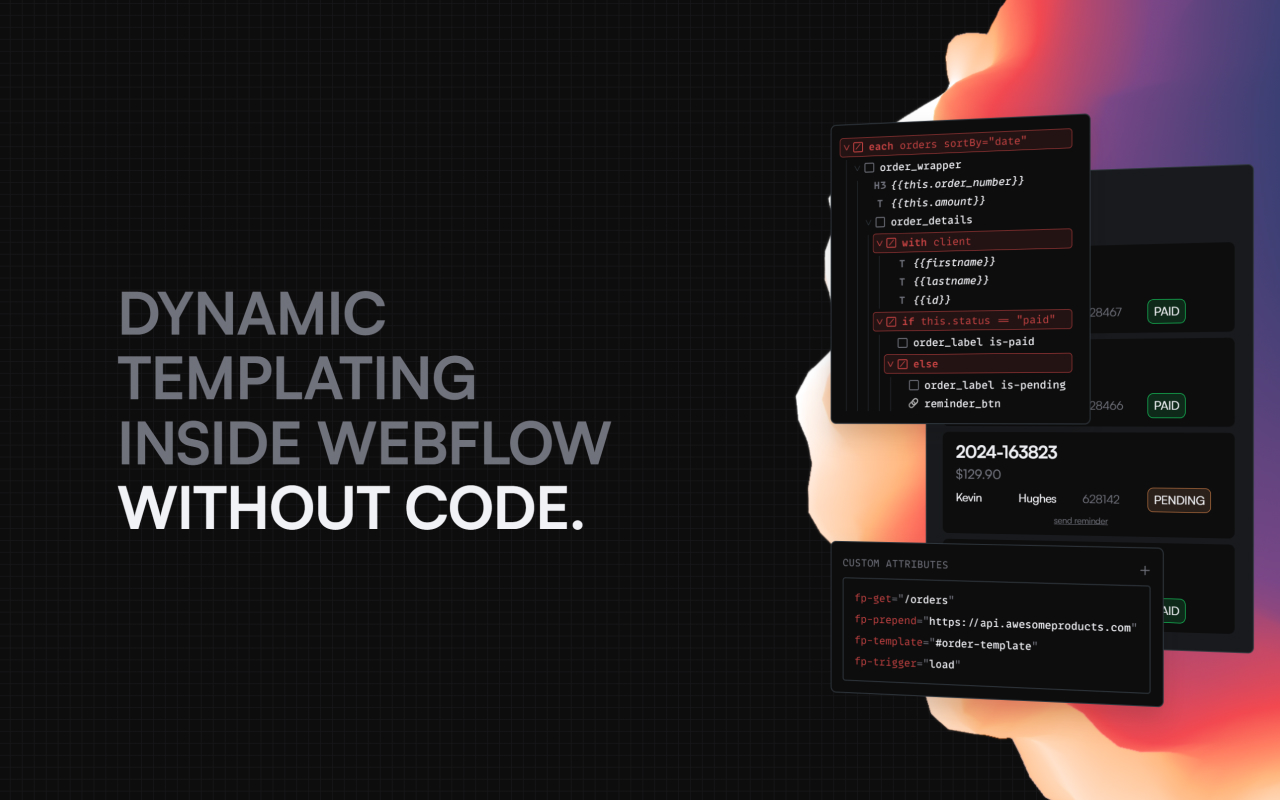 DYNAMIC
TEMPLATING
INSIDE WEBFLOW
WITHOUT CODE.
each orders sortBy="date"
order_wrapper
H3 {{this.order_number}}
T {{this.amount}}
order_details
with client
T {{firstname}}
T {{lastname}}
T {{id}}
if this.status == "paid"
order_label is-paid
else
order_label is-pending
reminder_btn
28467 PAID
28466 PAID
2024-163823
$129.90
Kevin Hughes 628142 PENDING
send reminder
AID
CUSTOM ATTRIBUTES +
fp-get="/orders"
fp-prepend="https://api.awesomeproducts.com"
fp-template="#order-template"
fp-trigger="load"